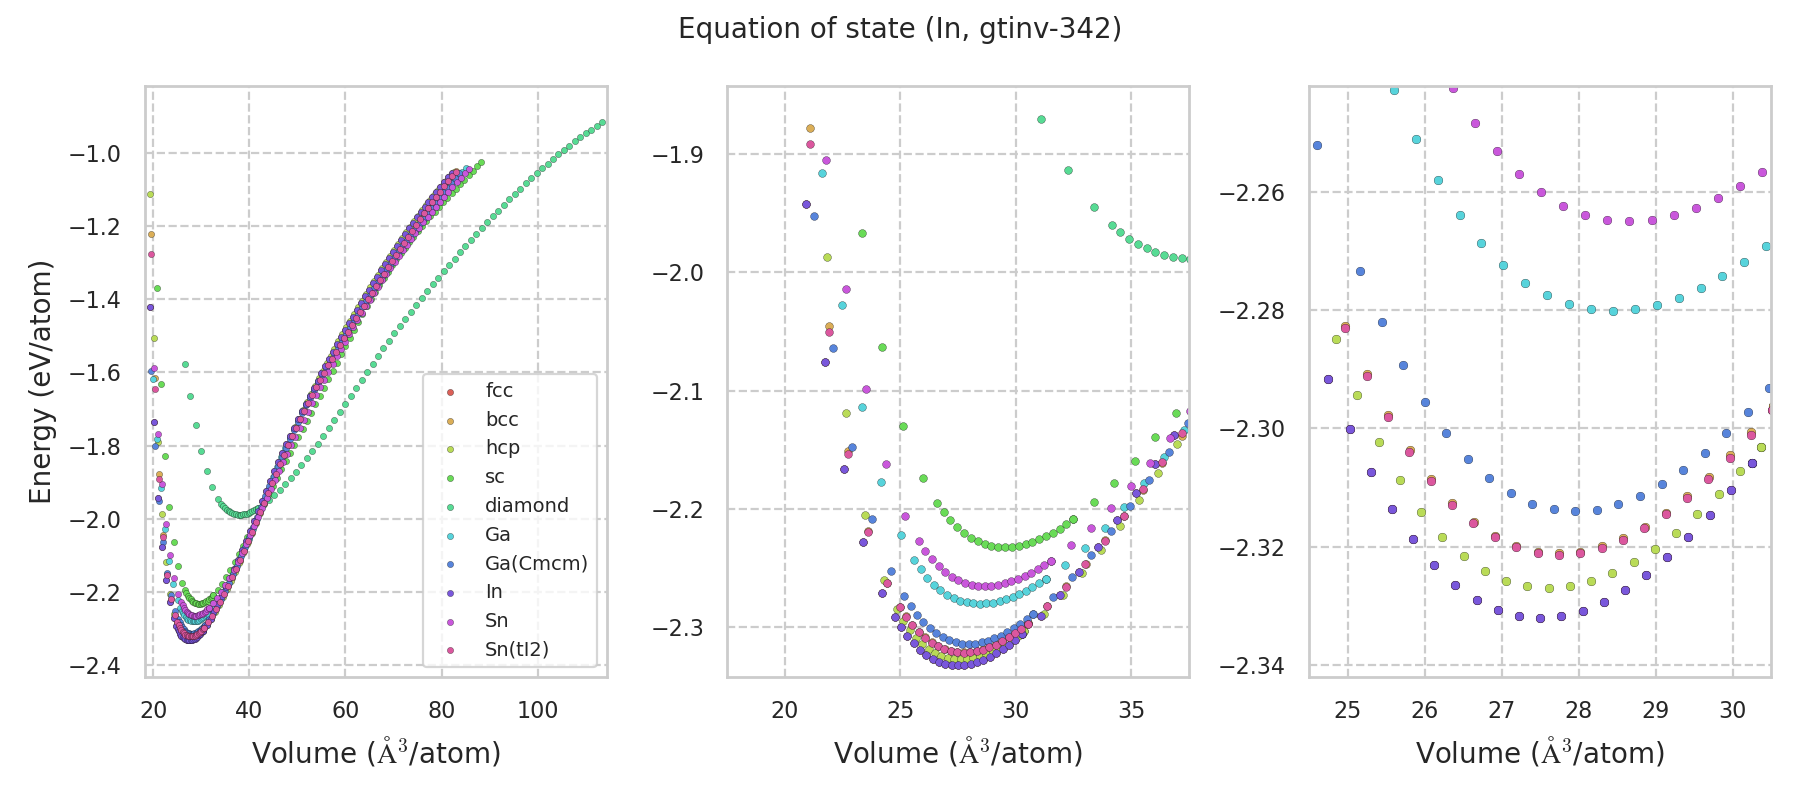 Equation of state (In, gtinv-342)
Energy (eV/atom)
−1.0
−1.2
−1.4
−1.6
−1.8
−2.0
−2.2
−2.4
20 40 60 80 100
Volume (Å³/atom)
fcc
bcc
hcp
sc
diamond
Ga
Ga(Cmcm)
In
Sn
Sn(tI2)
−1.9
−2.0
−2.1
−2.2
−2.3
20 25 30 35
Volume (Å³/atom)
−2.26
−2.28
−2.30
−2.32
−2.34
25 26 27 28 29 30
Volume (Å³/atom)